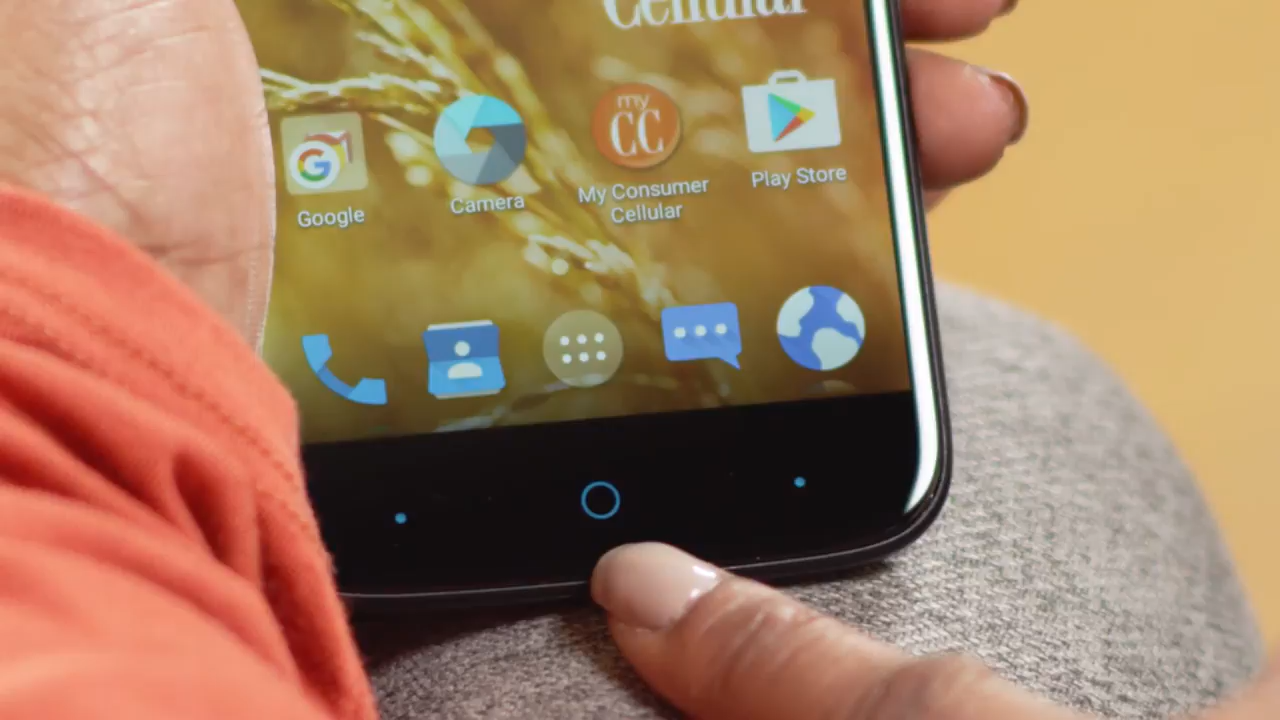 Cellular
my
CC
G
Google
Camera
My Consumer
Cellular
Play Store